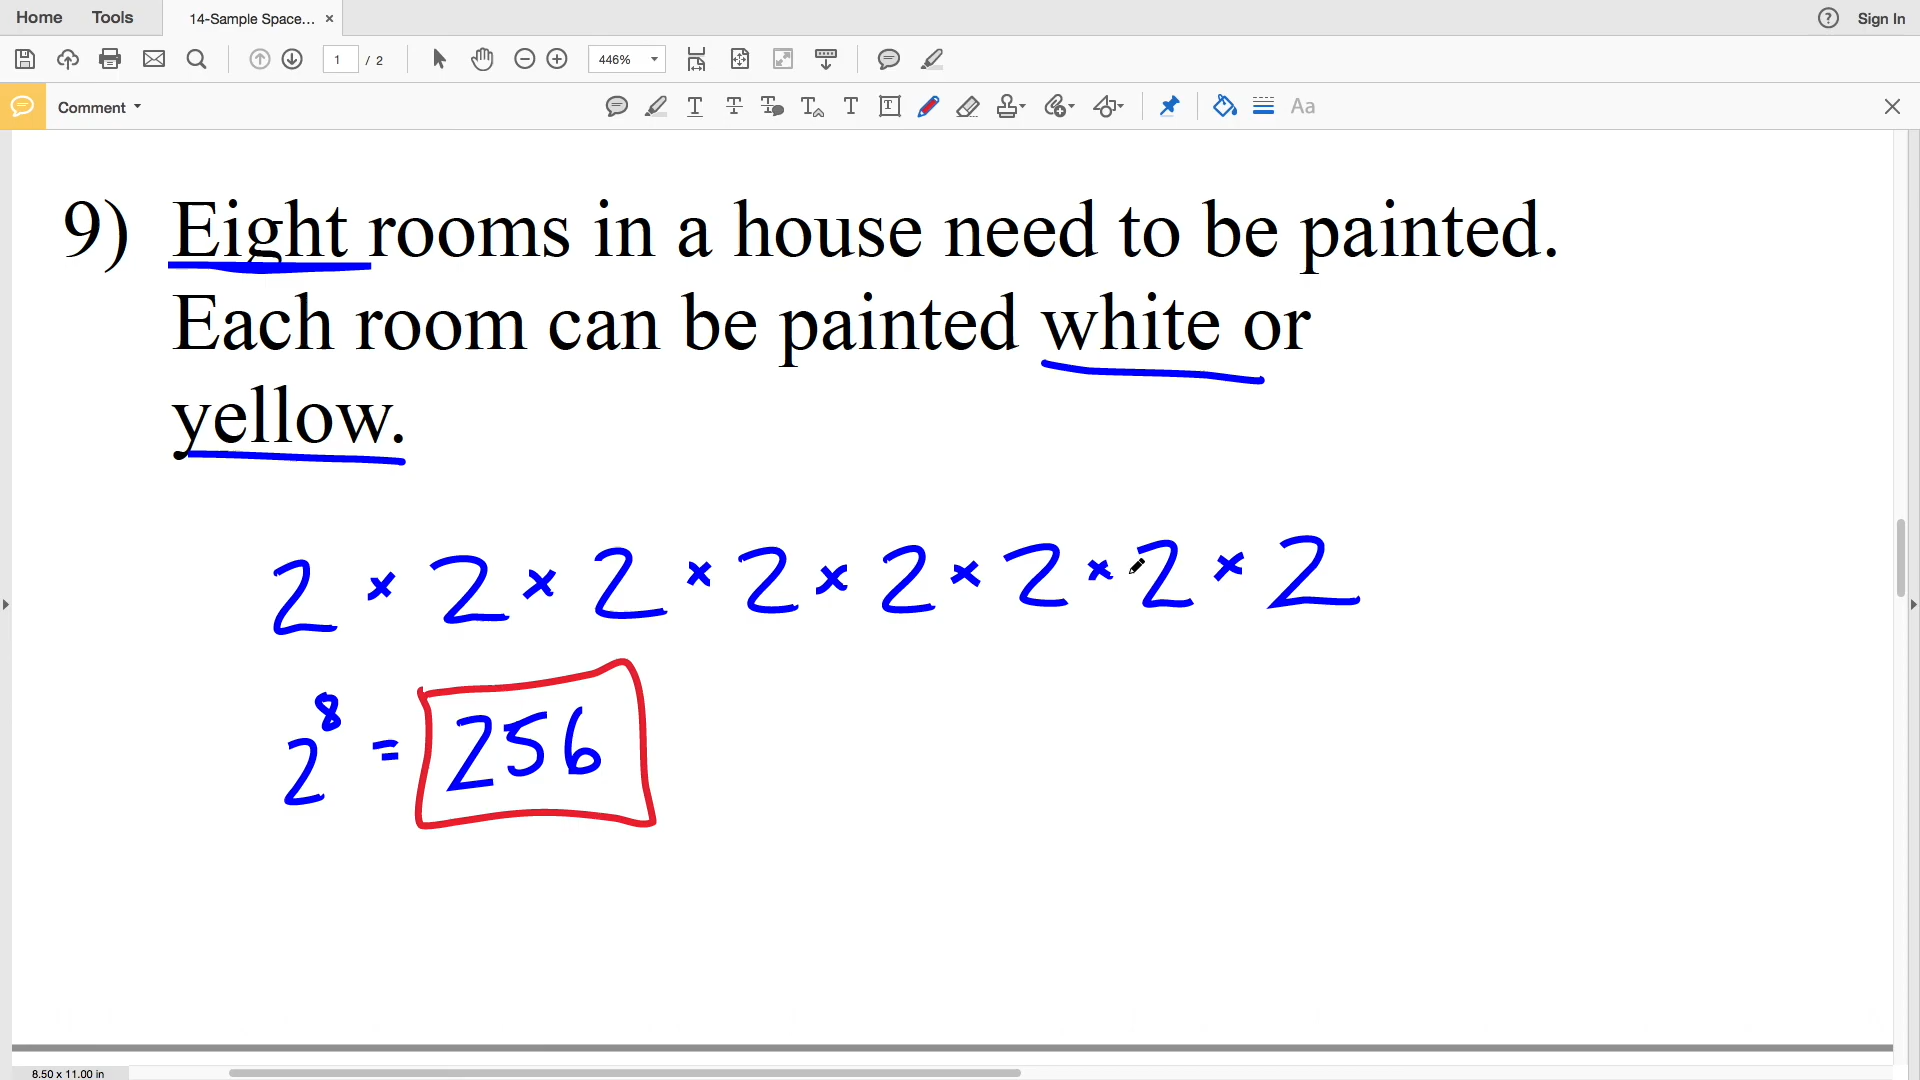 Home Tools 14-Sample Space... × Sign In
1 / 2 446%
Comment Aa
9) Eight rooms in a house need to be painted.
Each room can be painted white or
yellow.
2 × 2 × 2 × 2 × 2 × 2 × 2 × 2
2⁸ = 256
8.50 x 11.00 in